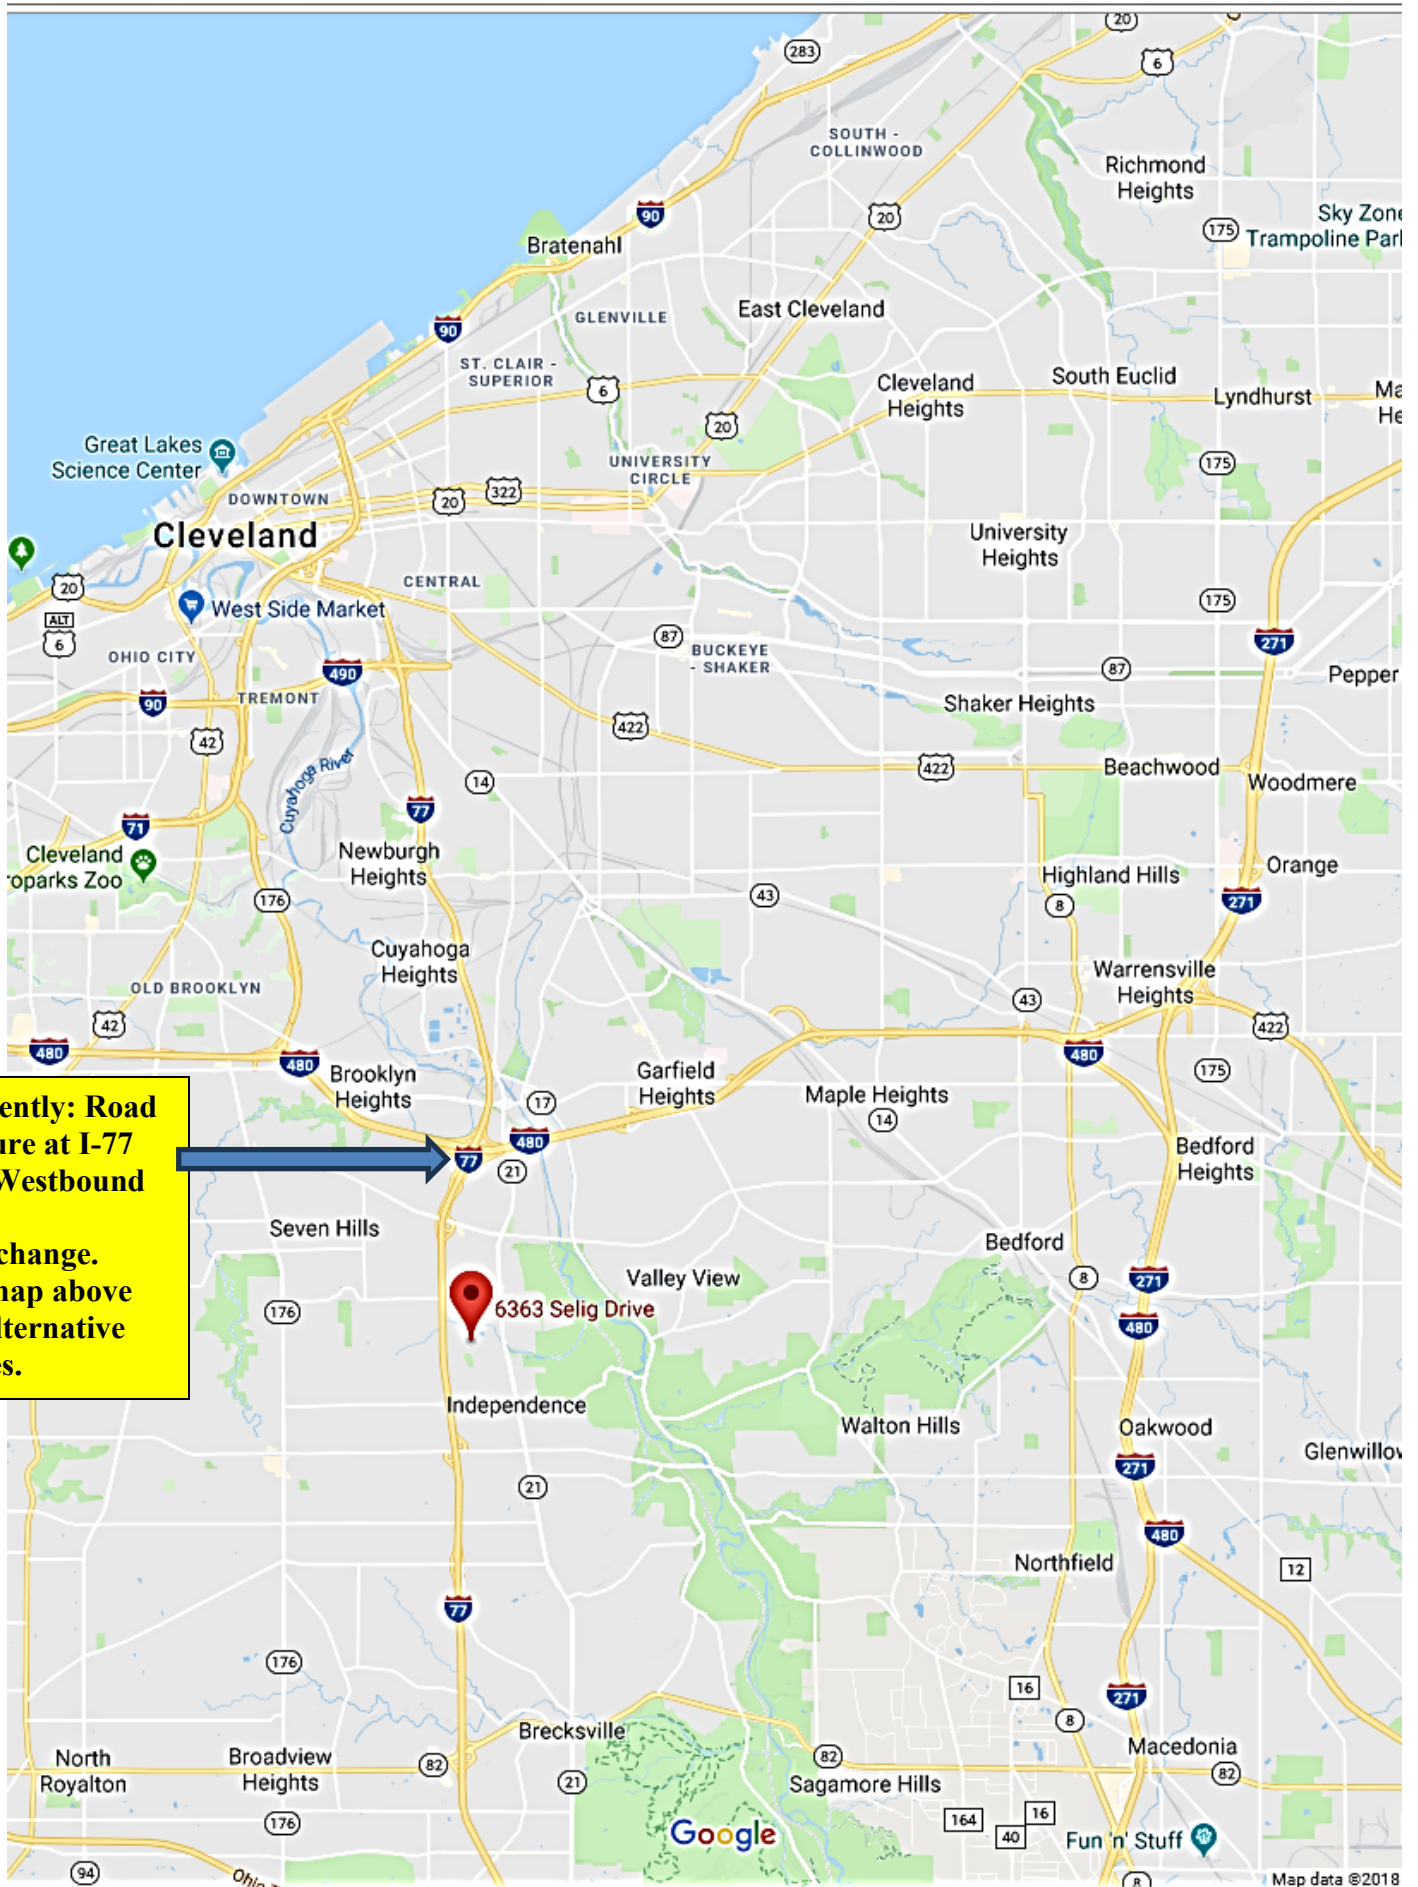 20
283
6
SOUTH -
COLLINWOOD
Richmond
Heights
90
20
Sky Zone
175
Trampoline Park
Bratenahl
East Cleveland
GLENVILLE
90
ST. CLAIR -
SUPERIOR
6
Cleveland
Heights
South Euclid
Lyndhurst
Ma
He
20
Great Lakes
Science Center
UNIVERSITY
CIRCLE
175
DOWNTOWN
20
322
Cleveland
University
Heights
CENTRAL
20
West Side Market
175
ALT
6
87
BUCKEYE
- SHAKER
271
OHIO CITY
490
87
Pepper
TREMONT
90
Shaker Heights
422
42
422
Beachwood
Woodmere
Cuyahoga River
14
77
71
Newburgh
Heights
Cleveland
roparks Zoo
Orange
Highland Hills
43
176
271
8
Cuyahoga
Heights
Warrensville
Heights
OLD BROOKLYN
43
42
422
480
480
480
Brooklyn
Heights
Garfield
Heights
Maple Heights
175
17
14
ently: Road
ure at I-77
Westbound
change.
map above
lternative
es.
480
77
21
Bedford
Heights
Seven Hills
Bedford
Valley View
8
271
176
6363 Selig Drive
480
Independence
Walton Hills
Oakwood
Glenwillow
271
21
480
Northfield
12
77
176
16
271
8
Brecksville
North
Royalton
Broadview
Heights
82
82
Macedonia
21
Sagamore Hills
82
176
164
16
40
Google
Fun 'n' Stuff
94
Ohio T
8
Map data ©2018